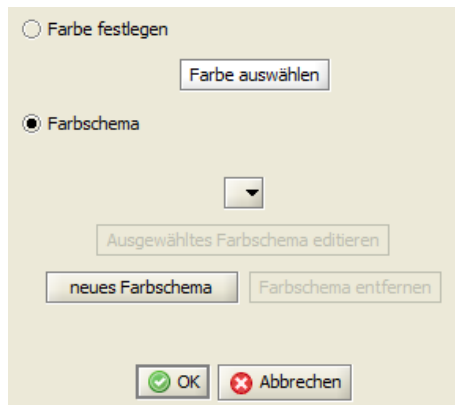 Farbe festlegen
Farbe auswählen
Farbschema
Ausgewähltes Farbschema editieren
neues Farbschema Farbschema entfernen
OK Abbrechen